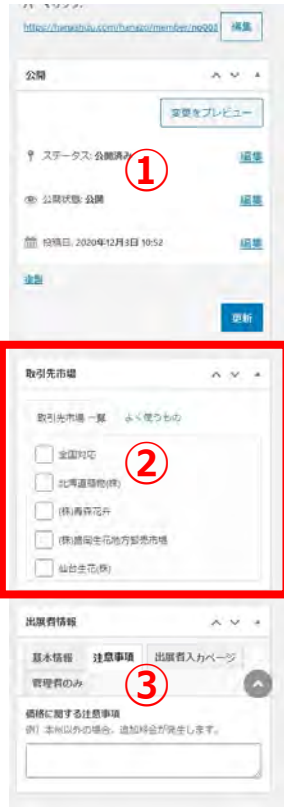 https://hanashizu.com/hanazo/member/no002 編集
公開
変更をプレビュー
ステータス: 公開済み 編集
①
公開状態: 公開 編集
投稿日: 2020年12月3日 10:52 編集
複製
更新
取引先市場
取引先市場 一覧 よく使うもの
全国対応
②
北海道植物(株)
(株)青森花卉
(株)盛岡生花地方卸売市場
仙台生花(株)
出展者情報
基本情報 注意事項 出展者入力ページ
管理者のみ
③
価格に関する注意事項
例）本州以外の場合、追加料金が発生します。